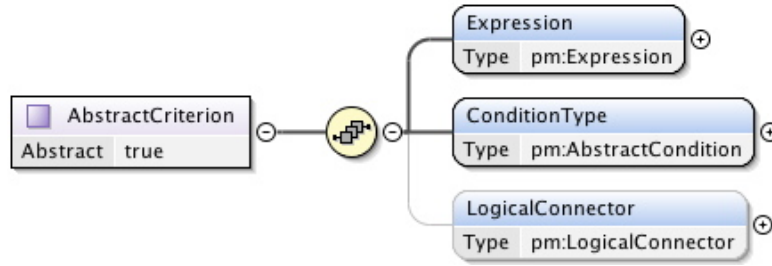 Expression
Type pm:Expression
AbstractCriterion
Abstract true
ConditionType
Type pm:AbstractCondition
LogicalConnector
Type pm:LogicalConnector